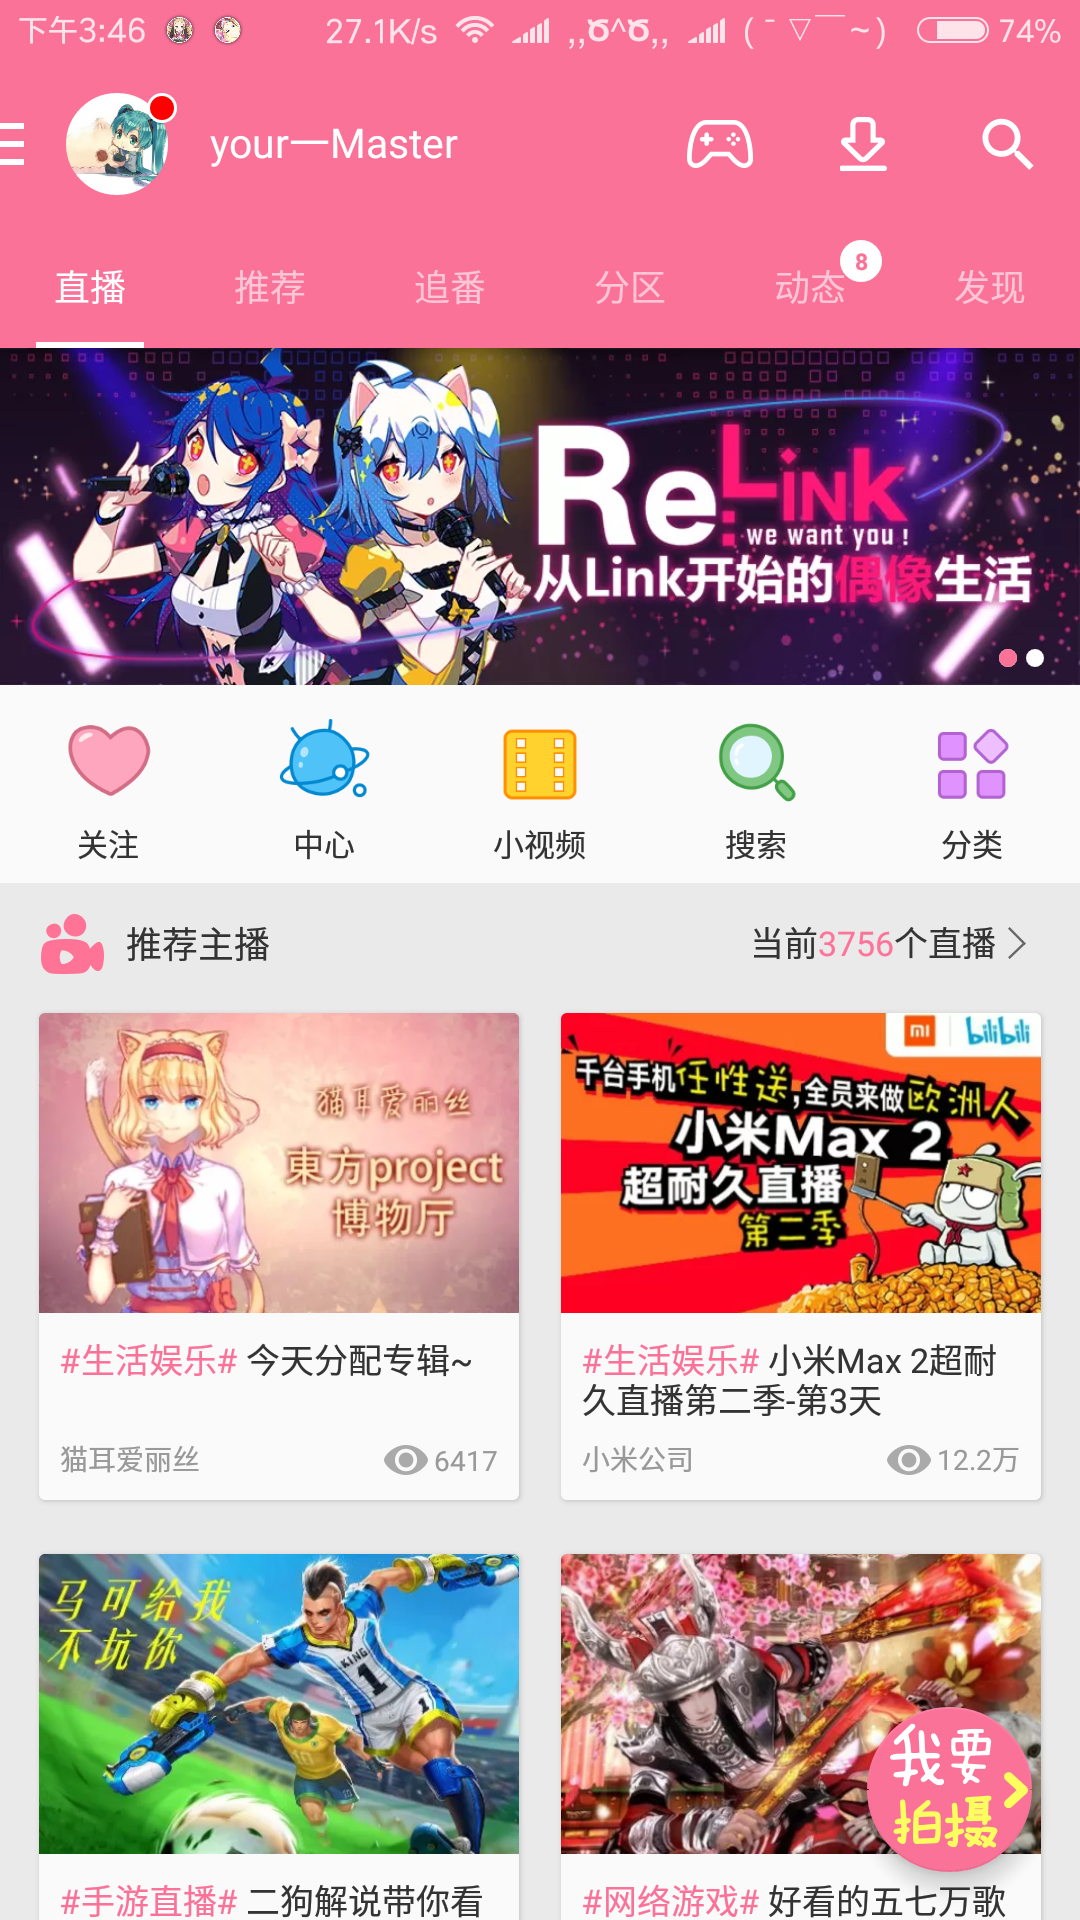 下午3:46 27.1K/s ,,Ծ^Ծ,, (￣▽￣~) 74%
your一Master
直播 推荐 追番 分区 动态 8 发现
Re:Link
we want you !
从Link开始的偶像生活
关注 中心 小视频 搜索 分类
推荐主播 当前3756个直播
猫耳爱丽丝
東方project
博物厅
#生活娱乐# 今天分配专辑~
猫耳爱丽丝 6417
mi bilibili
千台手机任性送,全员来做欧洲人
小米Max 2
超耐久直播
第二季
#生活娱乐# 小米Max 2超耐
久直播第二季-第3天
小米公司 12.2万
马可给我
不坑你
KING
1
1
10
#手游直播# 二狗解说带你看
我要
拍摄
#网络游戏# 好看的五七万歌